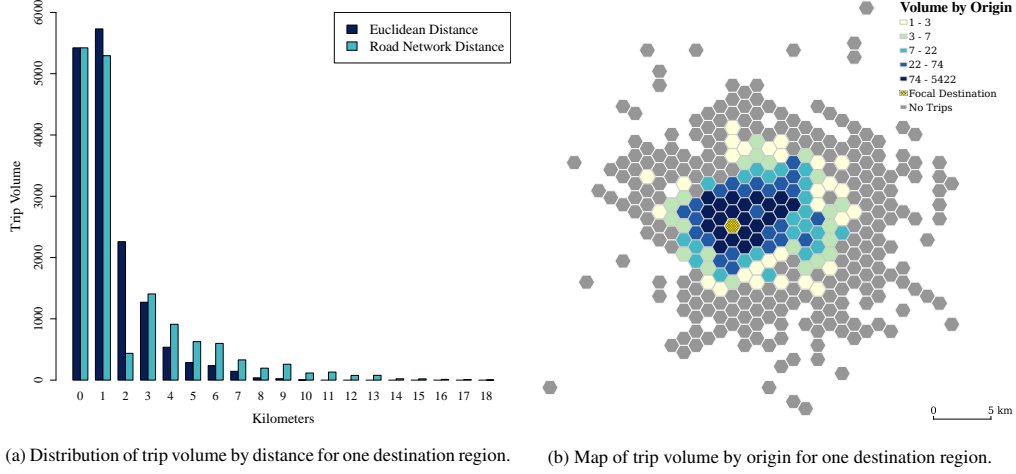 6000
5000
4000
3000
2000
1000
0
Trip Volume
Euclidean Distance
Road Network Distance
0 1 2 3 4 5 6 7 8 9 10 11 12 13 14 15 16 17 18
Kilometers
(a) Distribution of trip volume by distance for one destination region.
Volume by Origin
1 - 3
3 - 7
7 - 22
22 - 74
74 - 5422
Focal Destination
No Trips
0 5 km
(b) Map of trip volume by origin for one destination region.